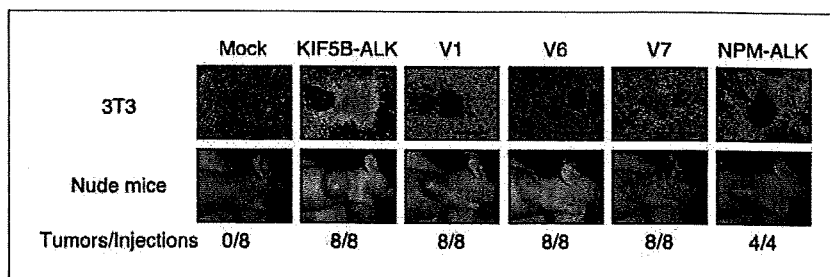 Mock KIF5B-ALK V1 V6 V7 NPM-ALK
3T3
Nude mice
Tumors/Injections 0/8 8/8 8/8 8/8 8/8 4/4